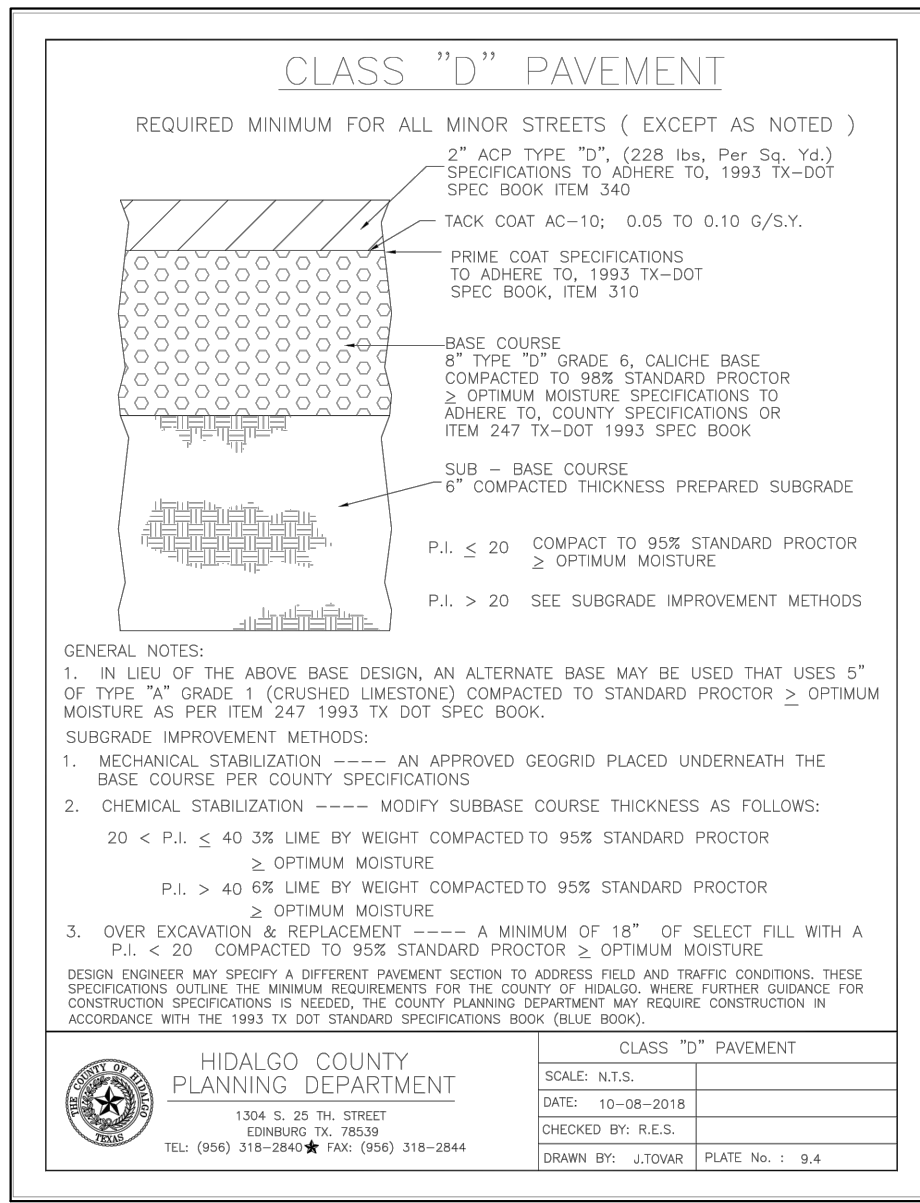 CLASS "D" PAVEMENT
REQUIRED MINIMUM FOR ALL MINOR STREETS ( EXCEPT AS NOTED )
2" ACP TYPE "D", (228 lbs, Per Sq. Yd.)
SPECIFICATIONS TO ADHERE TO, 1993 TX-DOT
SPEC BOOK ITEM 340
TACK COAT AC-10; 0.05 TO 0.10 G/S.Y.
PRIME COAT SPECIFICATIONS
TO ADHERE TO, 1993 TX-DOT
SPEC BOOK, ITEM 310
BASE COURSE
8" TYPE "D" GRADE 6, CALICHE BASE
COMPACTED TO 98% STANDARD PROCTOR
≥ OPTIMUM MOISTURE SPECIFICATIONS TO
ADHERE TO, COUNTY SPECIFICATIONS OR
ITEM 247 TX-DOT 1993 SPEC BOOK
SUB - BASE COURSE
6" COMPACTED THICKNESS PREPARED SUBGRADE
P.I. ≤ 20 COMPACT TO 95% STANDARD PROCTOR
≥ OPTIMUM MOISTURE
P.I. > 20 SEE SUBGRADE IMPROVEMENT METHODS
GENERAL NOTES:
1. IN LIEU OF THE ABOVE BASE DESIGN, AN ALTERNATE BASE MAY BE USED THAT USES 5"
OF TYPE "A" GRADE 1 (CRUSHED LIMESTONE) COMPACTED TO STANDARD PROCTOR ≥ OPTIMUM
MOISTURE AS PER ITEM 247 1993 TX DOT SPEC BOOK.
SUBGRADE IMPROVEMENT METHODS:
1. MECHANICAL STABILIZATION ---- AN APPROVED GEOGRID PLACED UNDERNEATH THE
BASE COURSE PER COUNTY SPECIFICATIONS
2. CHEMICAL STABILIZATION ---- MODIFY SUBBASE COURSE THICKNESS AS FOLLOWS:
20 < P.I. ≤ 40 3% LIME BY WEIGHT COMPACTED TO 95% STANDARD PROCTOR
≥ OPTIMUM MOISTURE
P.I. > 40 6% LIME BY WEIGHT COMPACTED TO 95% STANDARD PROCTOR
≥ OPTIMUM MOISTURE
3. OVER EXCAVATION & REPLACEMENT ---- A MINIMUM OF 18" OF SELECT FILL WITH A
P.I. < 20 COMPACTED TO 95% STANDARD PROCTOR ≥ OPTIMUM MOISTURE
DESIGN ENGINEER MAY SPECIFY A DIFFERENT PAVEMENT SECTION TO ADDRESS FIELD AND TRAFFIC CONDITIONS. THESE
SPECIFICATIONS OUTLINE THE MINIMUM REQUIREMENTS FOR THE COUNTY OF HIDALGO. WHERE FURTHER GUIDANCE FOR
CONSTRUCTION SPECIFICATIONS IS NEEDED, THE COUNTY PLANNING DEPARTMENT MAY REQUIRE CONSTRUCTION IN
ACCORDANCE WITH THE 1993 TX DOT STANDARD SPECIFICATIONS BOOK (BLUE BOOK).
THE COUNTY OF HIDALGO
TEXAS
HIDALGO COUNTY
PLANNING DEPARTMENT
1304 S. 25 TH. STREET
EDINBURG TX. 78539
TEL: (956) 318-2840 ★ FAX: (956) 318-2844
CLASS "D" PAVEMENT
SCALE: N.T.S.
DATE: 10-08-2018
CHECKED BY: R.E.S.
DRAWN BY: J.TOVAR
PLATE No. : 9.4